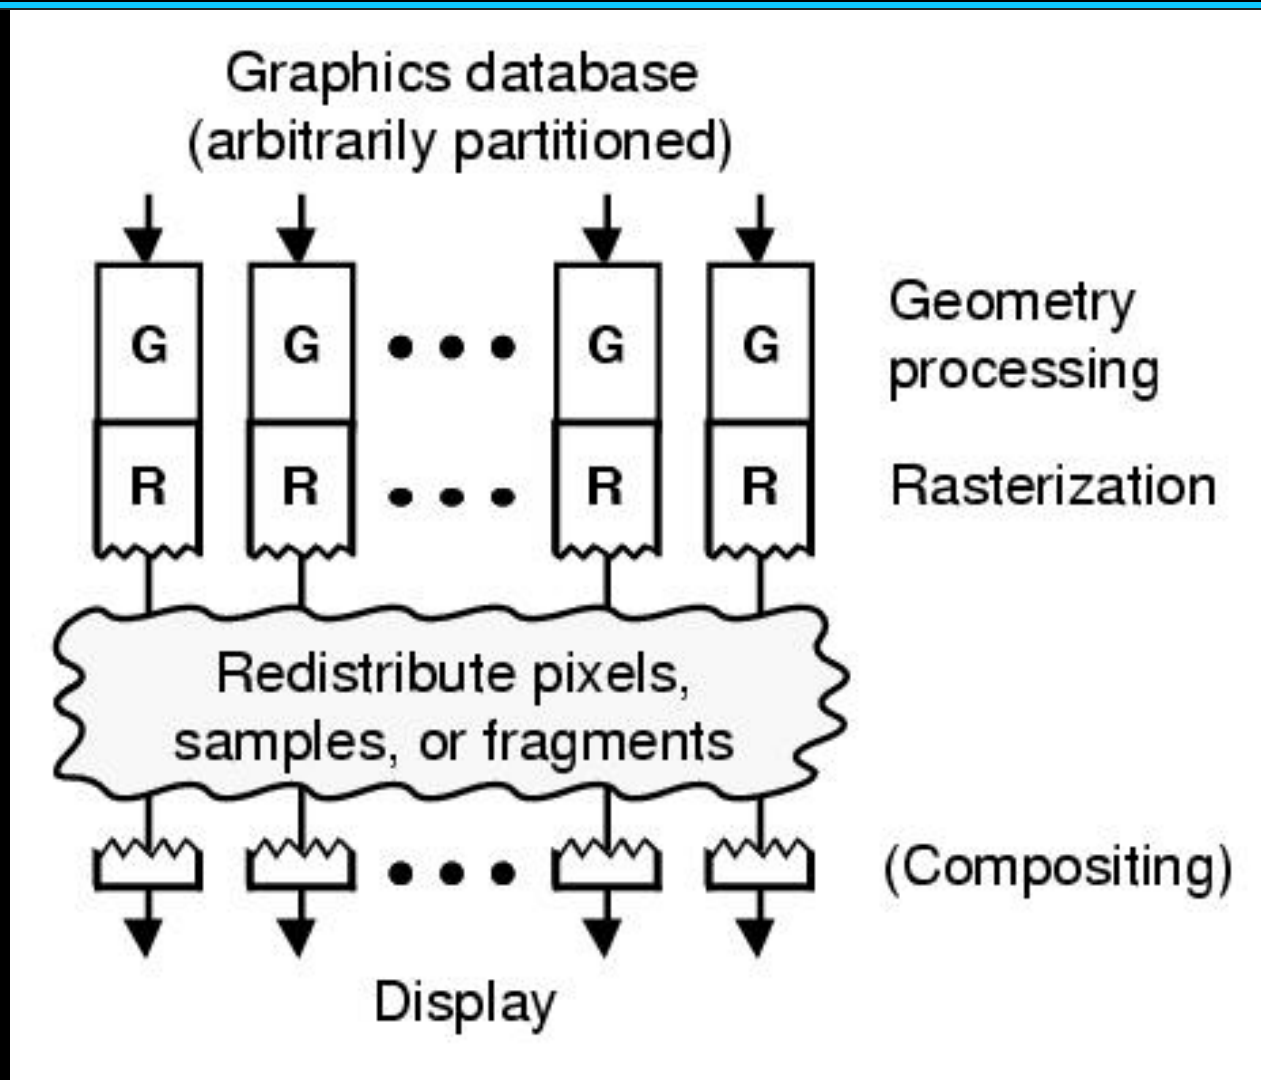 Graphics database
(arbitrarily partitioned)
G G G G
Geometry
processing
R R R R
Rasterization
Redistribute pixels,
samples, or fragments
(Compositing)
Display